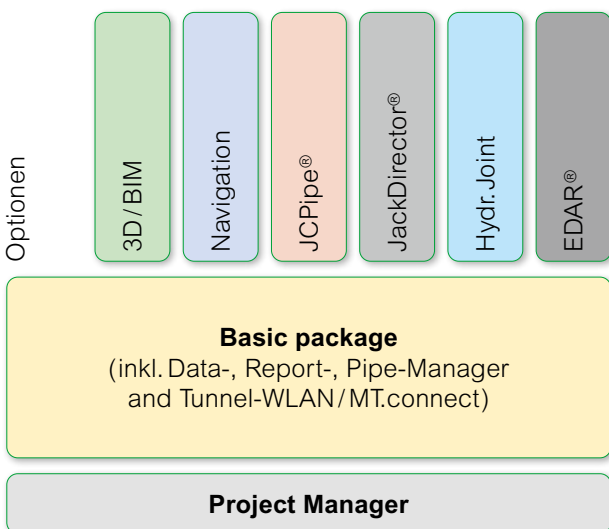 Optionen
3D / BIM
Navigation
JCPipe®
JackDirector®
Hydr. Joint
EDAR®
Basic package
(inkl. Data-, Report-, Pipe-Manager
and Tunnel-WLAN / MT.connect)
Project Manager